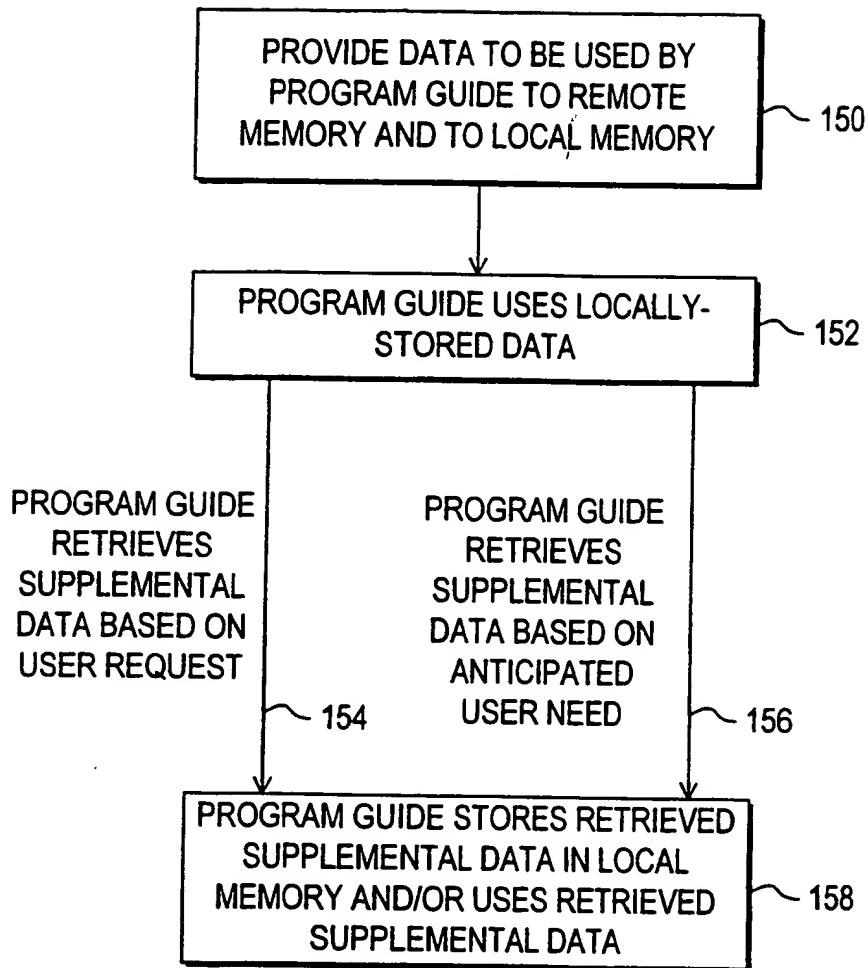 PROVIDE DATA TO BE USED BY
PROGRAM GUIDE TO REMOTE
MEMORY AND TO LOCAL MEMORY
150
PROGRAM GUIDE USES LOCALLY-
STORED DATA
152
PROGRAM GUIDE
RETRIEVES
SUPPLEMENTAL
DATA BASED ON
USER REQUEST
154
PROGRAM GUIDE
RETRIEVES
SUPPLEMENTAL
DATA BASED ON
ANTICIPATED
USER NEED
156
PROGRAM GUIDE STORES RETRIEVED
SUPPLEMENTAL DATA IN LOCAL
MEMORY AND/OR USES RETRIEVED
SUPPLEMENTAL DATA
158